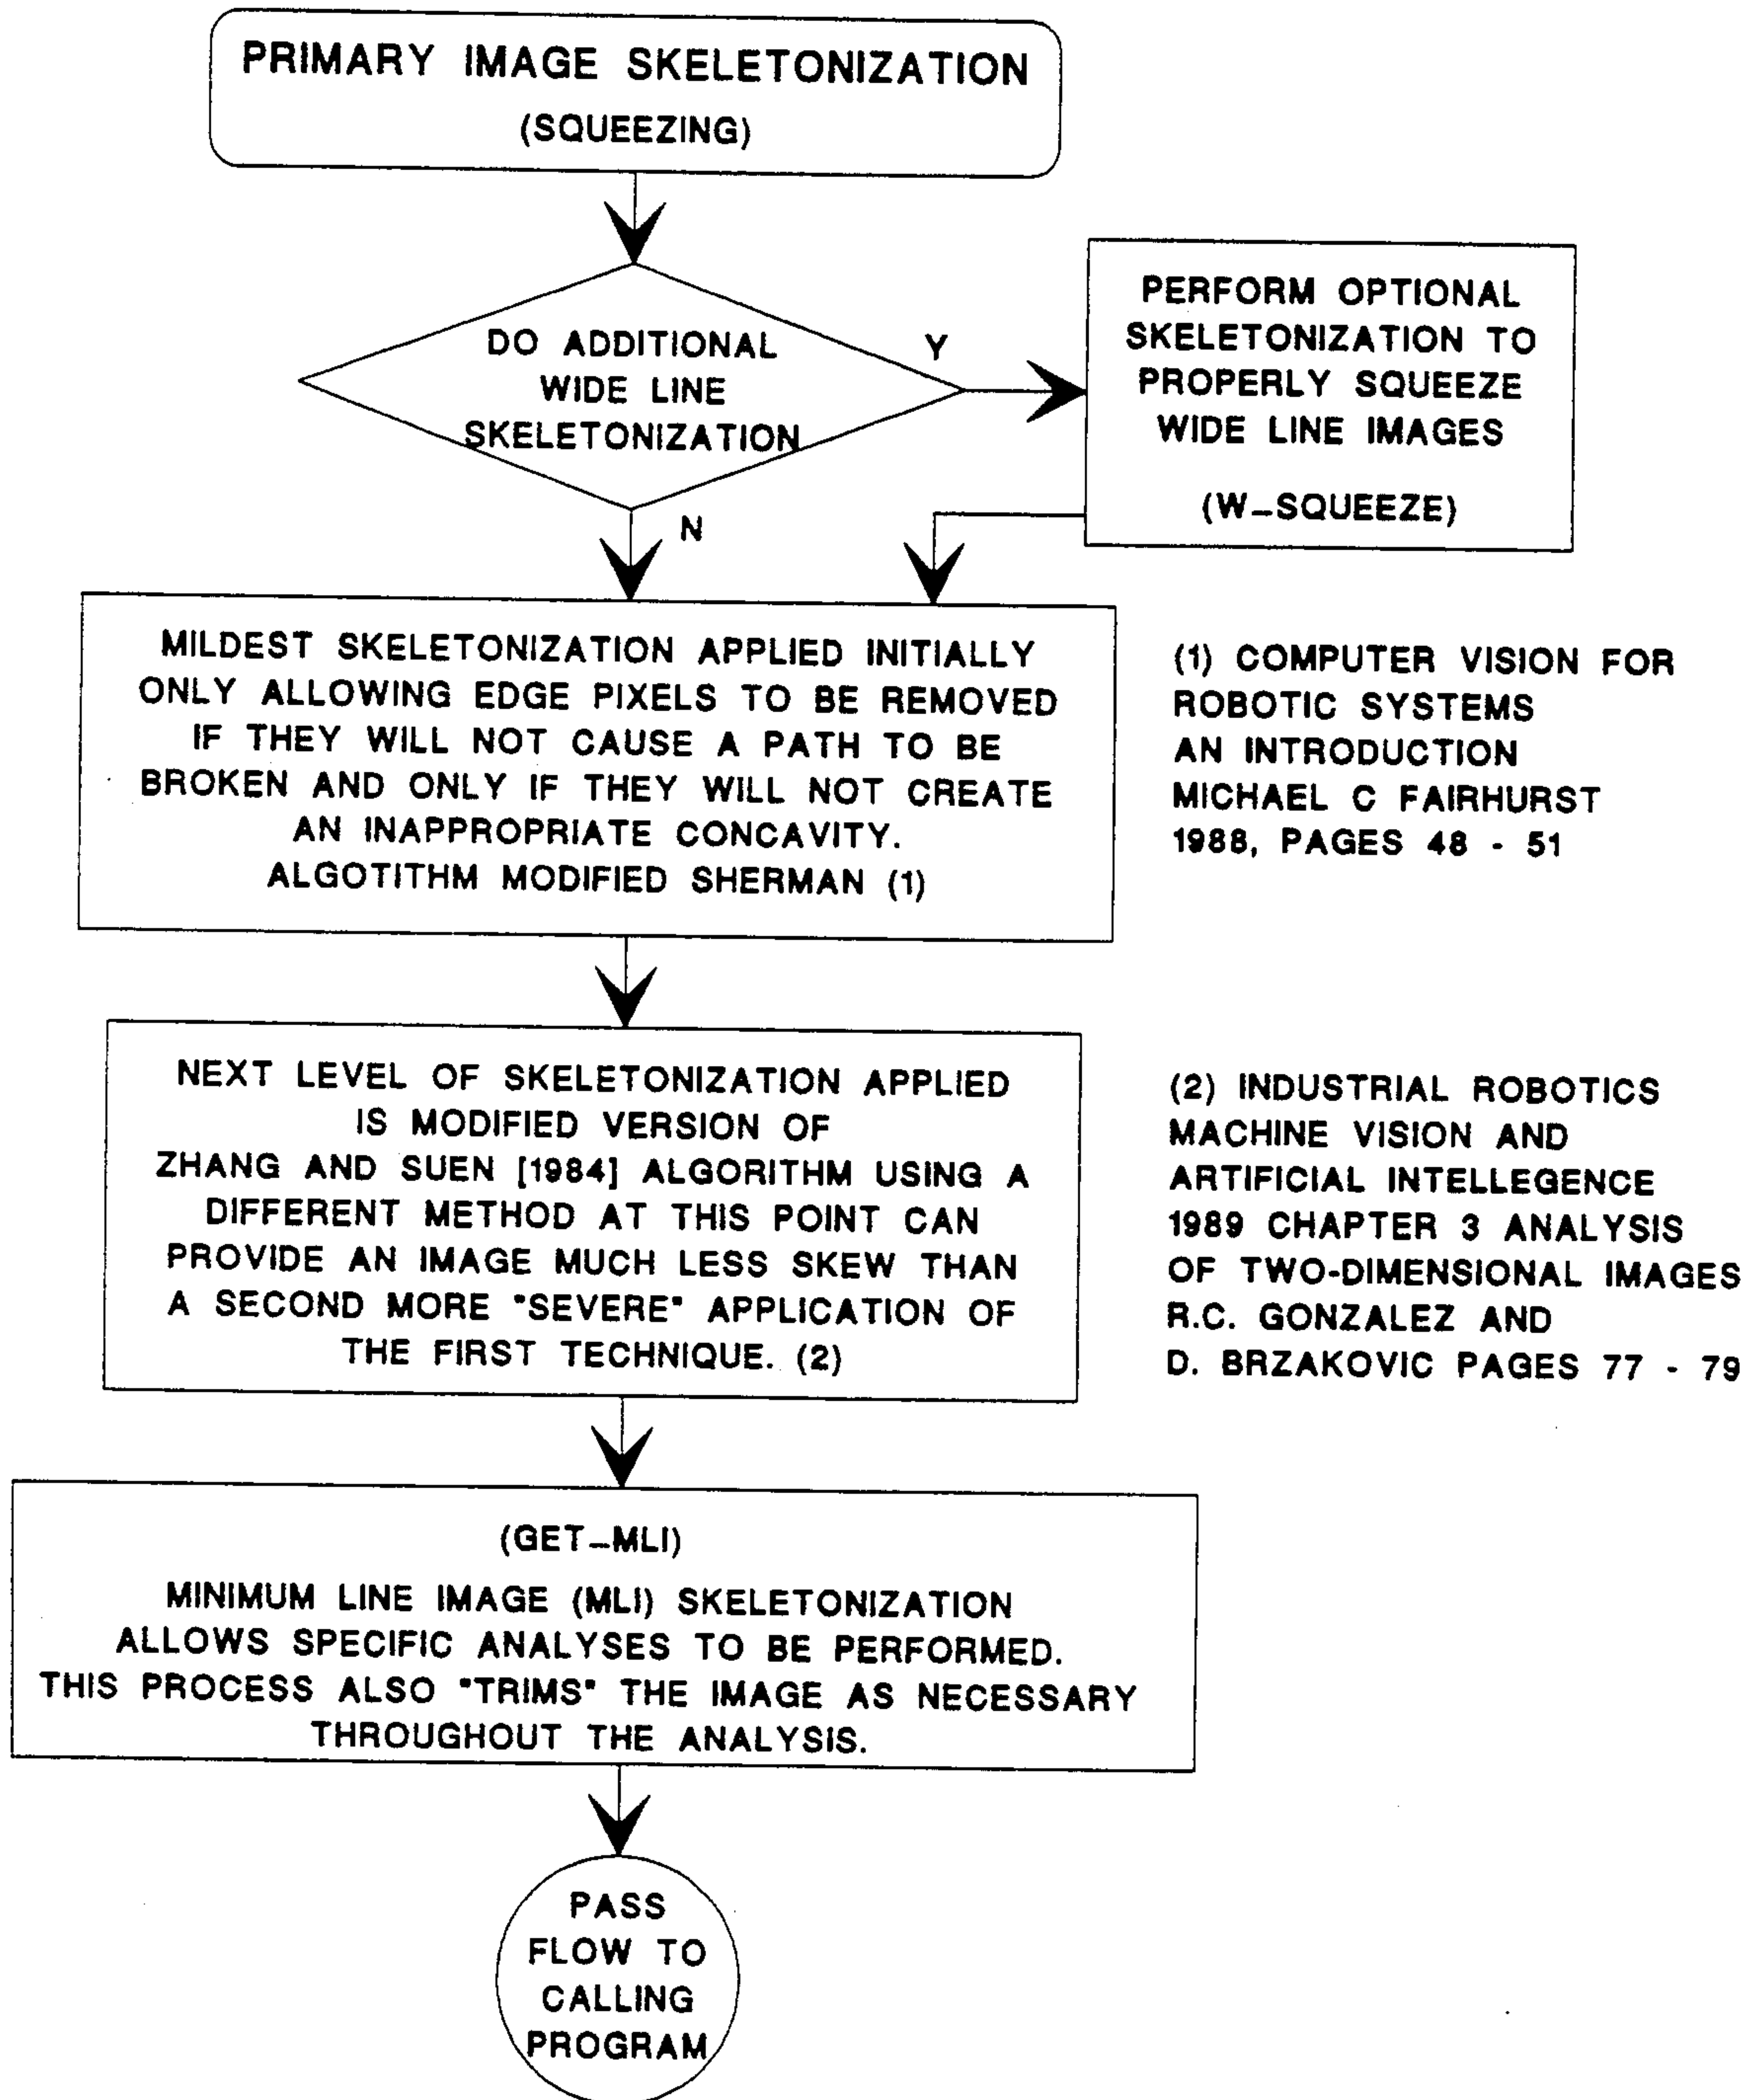 PRIMARY IMAGE SKELETONIZATION
(SQUEEZING)
DO ADDITIONAL
WIDE LINE
SKELETONIZATION
Y
N
PERFORM OPTIONAL
SKELETONIZATION TO
PROPERLY SQUEEZE
WIDE LINE IMAGES
(W–SQUEEZE)
MILDEST SKELETONIZATION APPLIED INITIALLY
ONLY ALLOWING EDGE PIXELS TO BE REMOVED
IF THEY WILL NOT CAUSE A PATH TO BE
BROKEN AND ONLY IF THEY WILL NOT CREATE
AN INAPPROPRIATE CONCAVITY.
ALGOTITHM MODIFIED SHERMAN (1)
(1) COMPUTER VISION FOR
ROBOTIC SYSTEMS
AN INTRODUCTION
MICHAEL C FAIRHURST
1988, PAGES 48 - 51
NEXT LEVEL OF SKELETONIZATION APPLIED
IS MODIFIED VERSION OF
ZHANG AND SUEN [1984] ALGORITHM USING A
DIFFERENT METHOD AT THIS POINT CAN
PROVIDE AN IMAGE MUCH LESS SKEW THAN
A SECOND MORE "SEVERE" APPLICATION OF
THE FIRST TECHNIQUE. (2)
(2) INDUSTRIAL ROBOTICS
MACHINE VISION AND
ARTIFICIAL INTELLEGENCE
1989 CHAPTER 3 ANALYSIS
OF TWO-DIMENSIONAL IMAGES
R.C. GONZALEZ AND
D. BRZAKOVIC PAGES 77 - 79
(GET–MLI)
MINIMUM LINE IMAGE (MLI) SKELETONIZATION
ALLOWS SPECIFIC ANALYSES TO BE PERFORMED.
THIS PROCESS ALSO "TRIMS" THE IMAGE AS NECESSARY
THROUGHOUT THE ANALYSIS.
PASS
FLOW TO
CALLING
PROGRAM